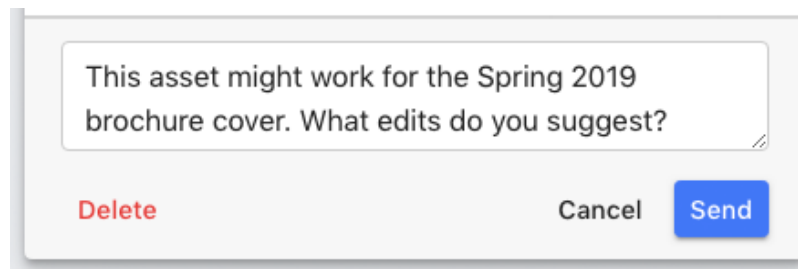 This asset might work for the Spring 2019
brochure cover. What edits do you suggest?
Delete Cancel Send